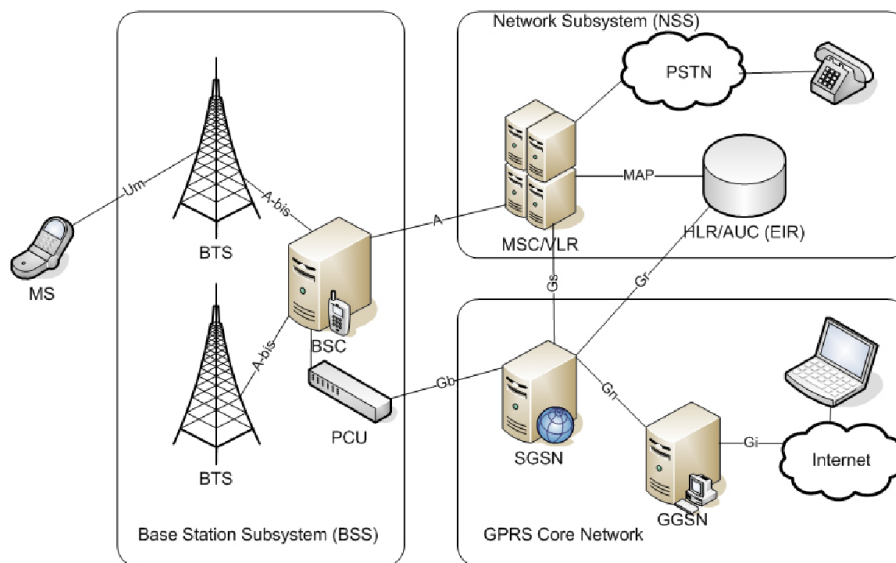 Network Subsystem (NSS)
PSTN
Um
A-bis
MAP
A
BTS
MSC/VLR
HLR/AUC (EIR)
MS
Gs
Gr
BSC
A-bis
Gb
Gn
PCU
SGSN
BTS
Gi
Internet
GGSN
Base Station Subsystem (BSS)
GPRS Core Network